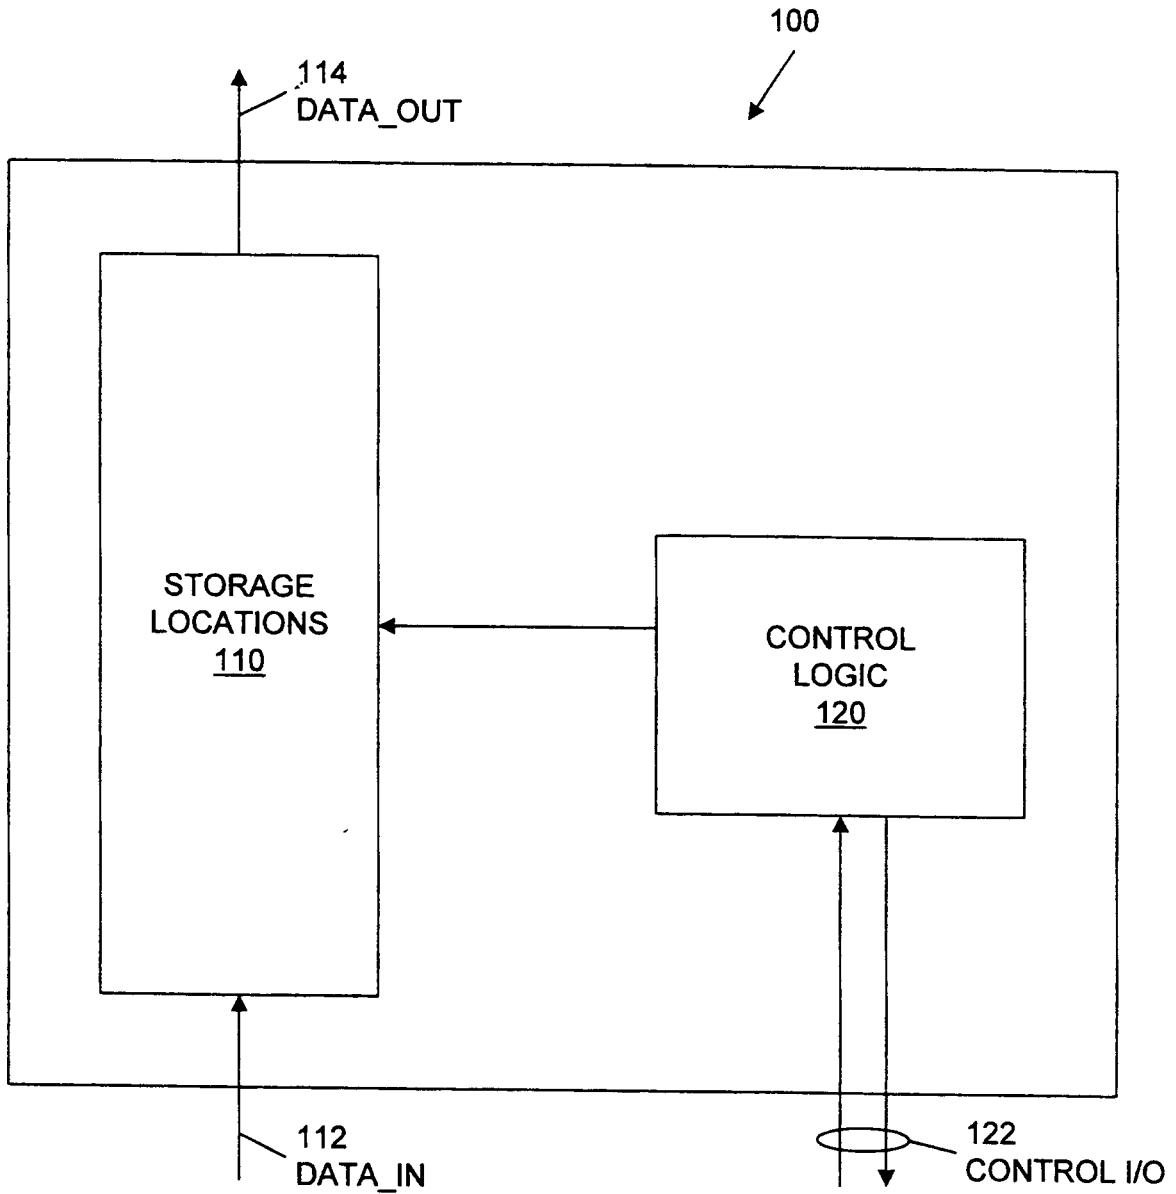 100
114
DATA_OUT
STORAGE
LOCATIONS
110
CONTROL
LOGIC
120
112
DATA_IN
122
CONTROL I/O